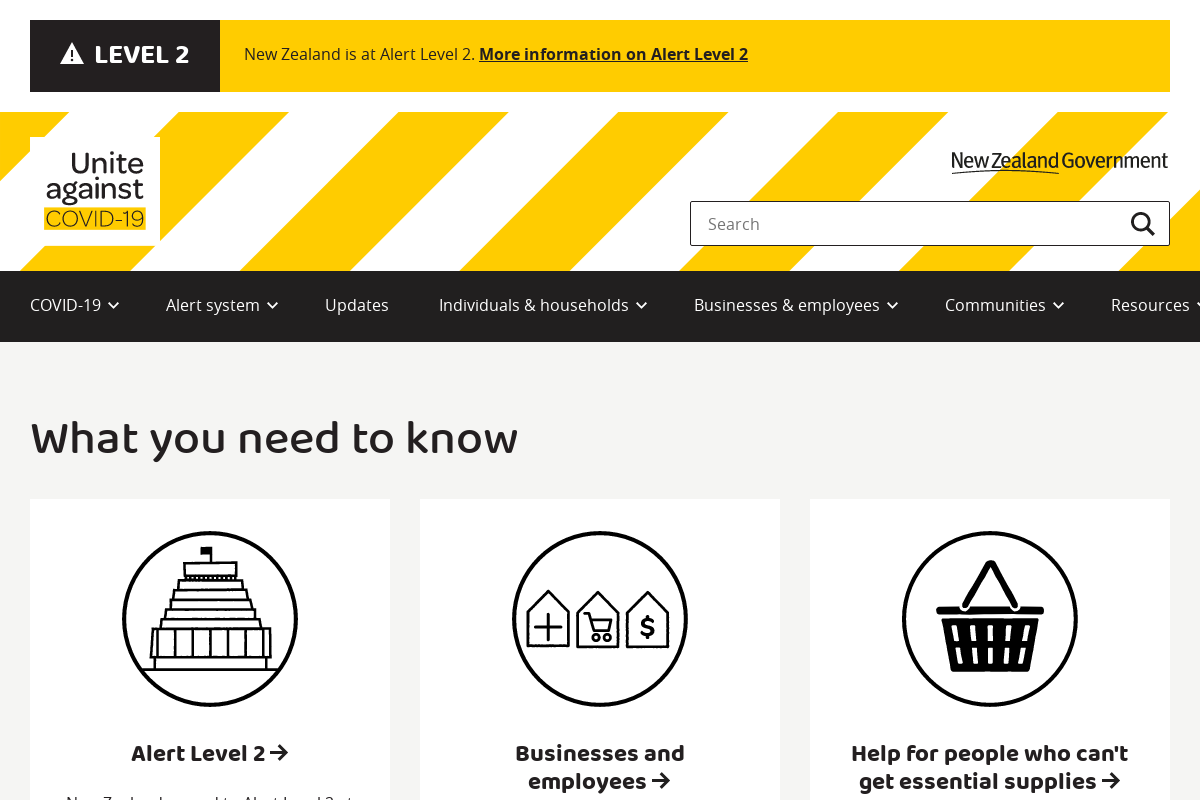 LEVEL 2
New Zealand is at Alert Level 2. More information on Alert Level 2
Unite
against
COVID-19
New Zealand Government
Search
COVID-19
Alert system
Updates
Individuals & households
Businesses & employees
Communities
Resources
What you need to know
Alert Level 2 →
Businesses and
employees →
Help for people who can't
get essential supplies →